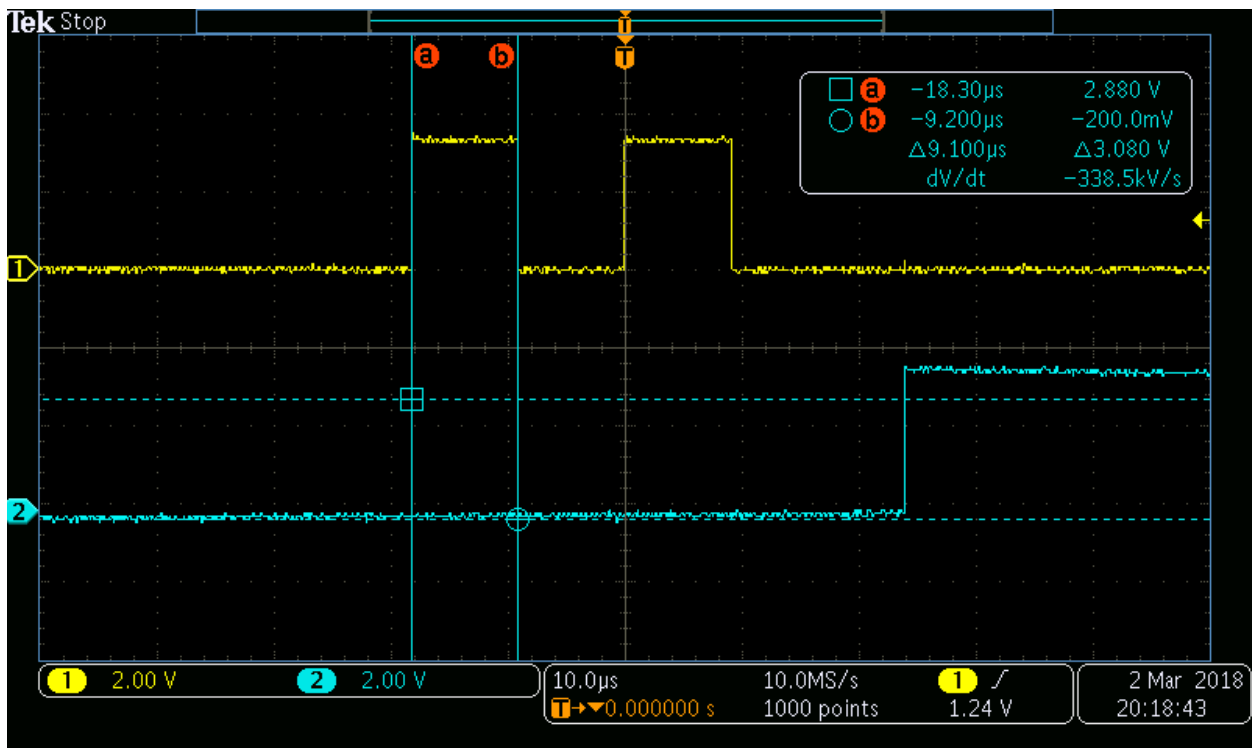 Tek Stop
T
a b T
a −18.30µs 2.880 V
b −9.200µs −200.0mV
△9.100µs △3.080 V
dV/dt −338.5kV/s
1
2
1 2.00 V 2 2.00 V 10.0µs 10.0MS/s 1 2 Mar 2018
T 0.000000 s 1000 points 1.24 V 20:18:43